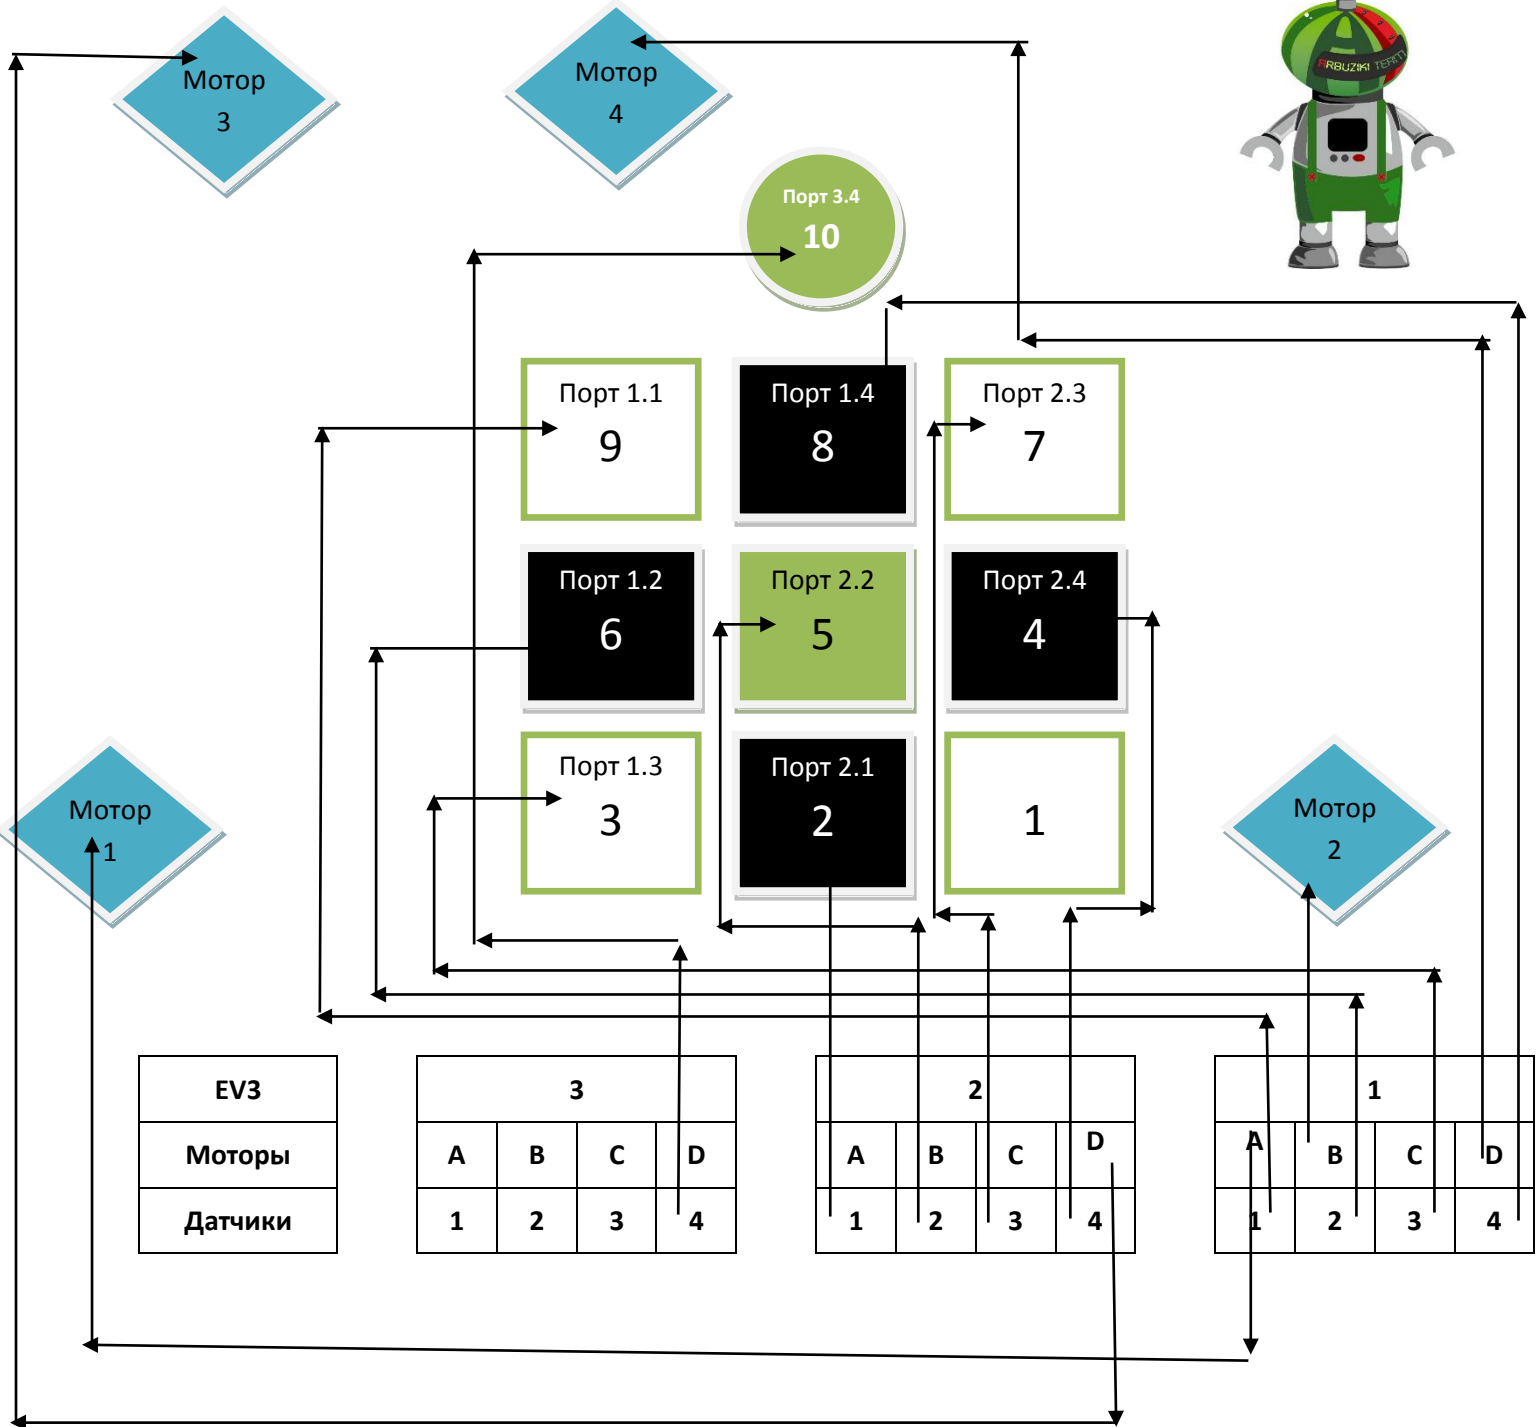 Мотор
3
Мотор
4
ARBUZIKI TEAM
Порт 3.4
10
Порт 1.1
9
Порт 1.4
8
Порт 2.3
7
Порт 1.2
6
Порт 2.2
5
Порт 2.4
4
Порт 1.3
3
Порт 2.1
2
1
Мотор
1
Мотор
2
EV3
3
2
1
Моторы
A B C D
A B C D
A B C D
Датчики
1 2 3 4
1 2 3 4
1 2 3 4